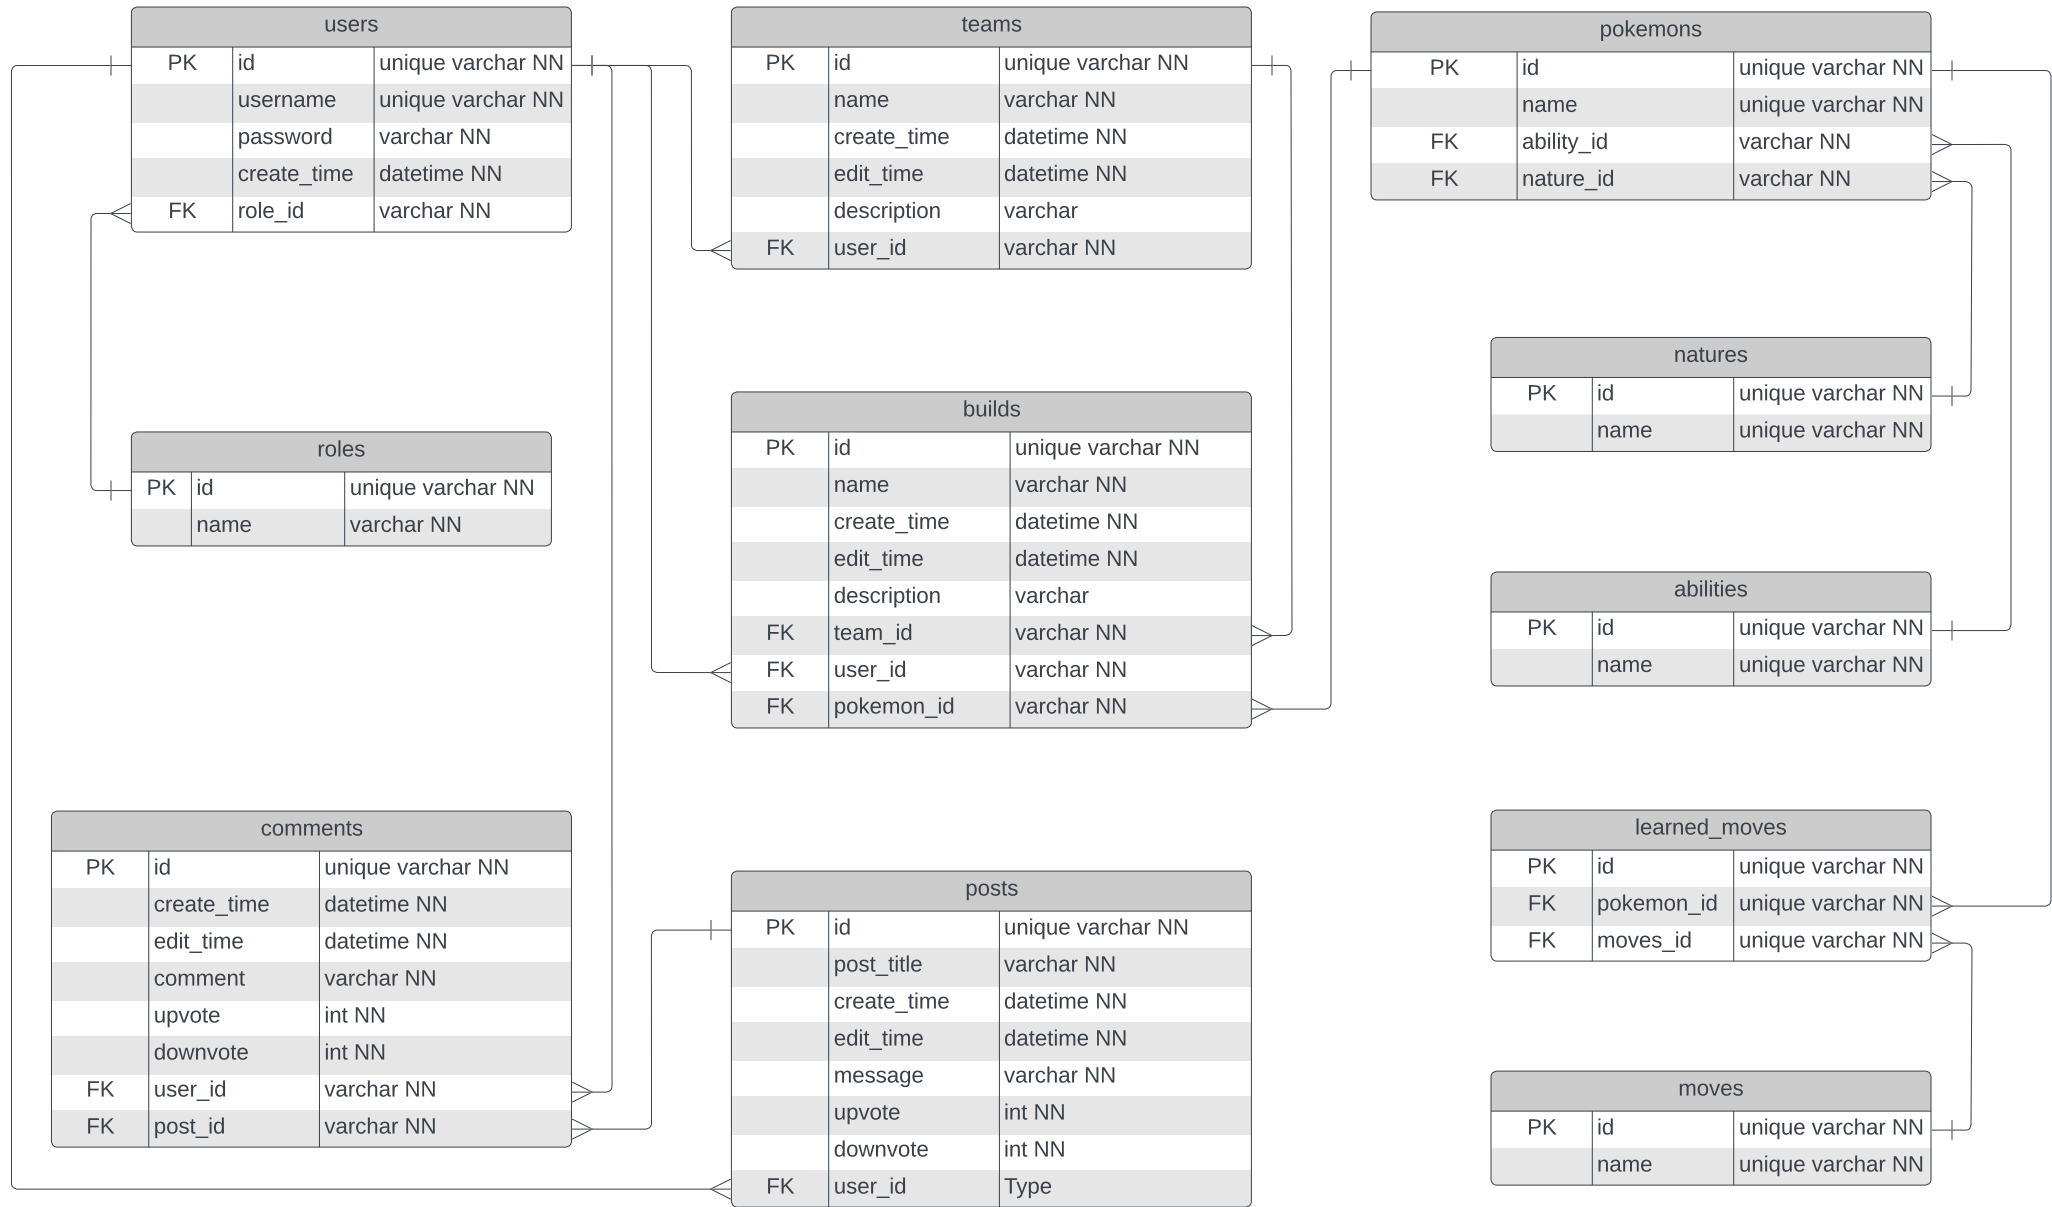 users
PK id unique varchar NN
username unique varchar NN
password varchar NN
create_time datetime NN
FK role_id varchar NN
teams
PK id unique varchar NN
name varchar NN
create_time datetime NN
edit_time datetime NN
description varchar
FK user_id varchar NN
pokemons
PK id unique varchar NN
name unique varchar NN
FK ability_id varchar NN
FK nature_id varchar NN
natures
PK id unique varchar NN
name unique varchar NN
roles
PK id unique varchar NN
name varchar NN
builds
PK id unique varchar NN
name varchar NN
create_time datetime NN
edit_time datetime NN
description varchar
FK team_id varchar NN
FK user_id varchar NN
FK pokemon_id varchar NN
abilities
PK id unique varchar NN
name unique varchar NN
comments
PK id unique varchar NN
create_time datetime NN
edit_time datetime NN
comment varchar NN
upvote int NN
downvote int NN
FK user_id varchar NN
FK post_id varchar NN
posts
PK id unique varchar NN
post_title varchar NN
create_time datetime NN
edit_time datetime NN
message varchar NN
upvote int NN
downvote int NN
FK user_id Type
learned_moves
PK id unique varchar NN
FK pokemon_id unique varchar NN
FK moves_id unique varchar NN
moves
PK id unique varchar NN
name unique varchar NN